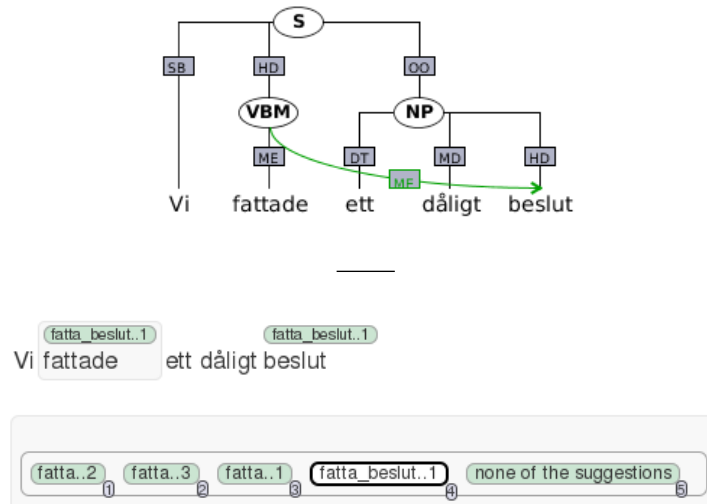 S
SB HD OO
VBM NP
ME DT MD HD
ME
Vi fattade ett dåligt beslut
fatta_beslut..1 fatta_beslut..1
Vi fattade ett dåligt beslut
fatta..2 1 fatta..3 2 fatta..1 3 fatta_beslut..1 4 none of the suggestions 5